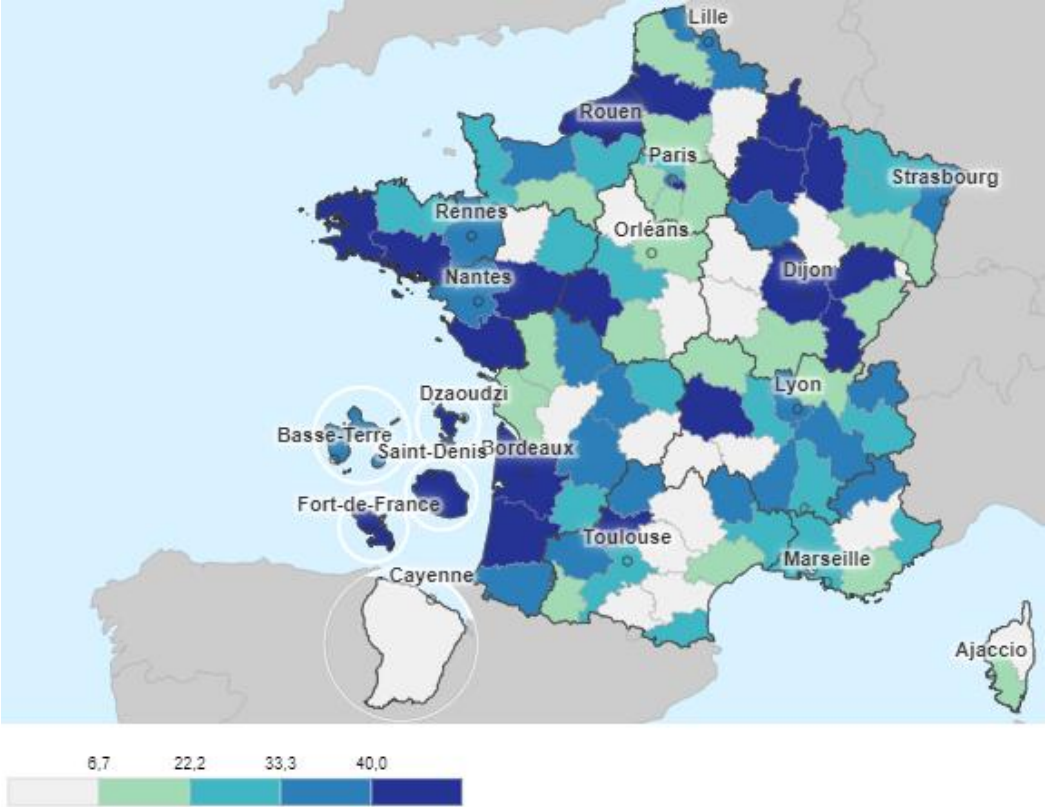 Lille
Rouen
Paris
Strasbourg
Rennes
Orléans
Nantes
Dijon
Lyon
Dzaoudzi
Basse-Terre
Saint-Denis
Bordeaux
Fort-de-France
Toulouse
Marseille
Cayenne
Ajaccio
6,7 22,2 33,3 40,0